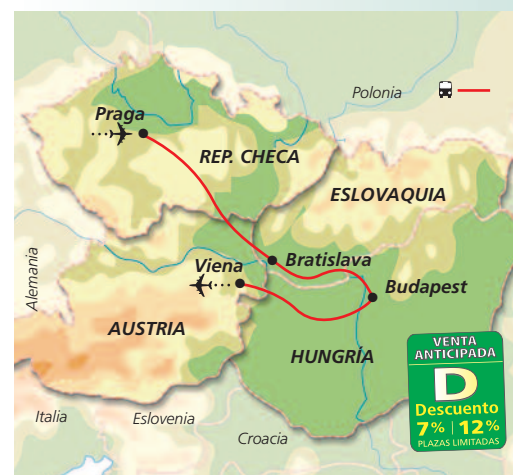 Polonia
Praga
REP. CHECA
ESLOVAQUIA
Alemania
Viena
Bratislava
Budapest
AUSTRIA
HUNGRÍA
Italia
Eslovenia
Croacia
VENTA
ANTICIPADA
D
Descuento
7% | 12%
PLAZAS LIMITADAS